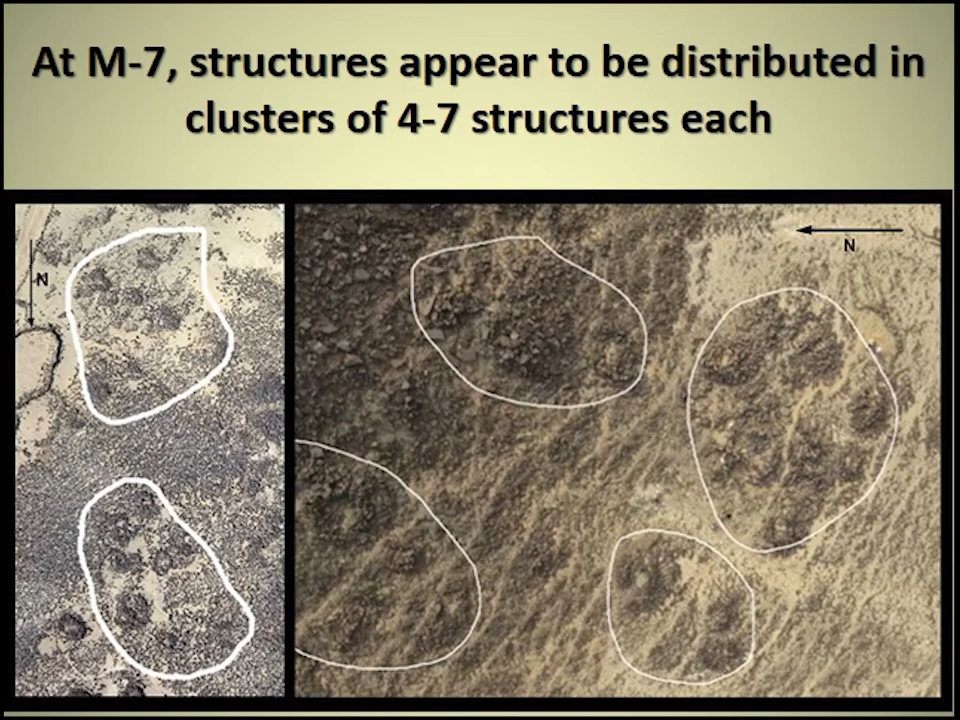 At M-7, structures appear to be distributed in
clusters of 4-7 structures each
N
N